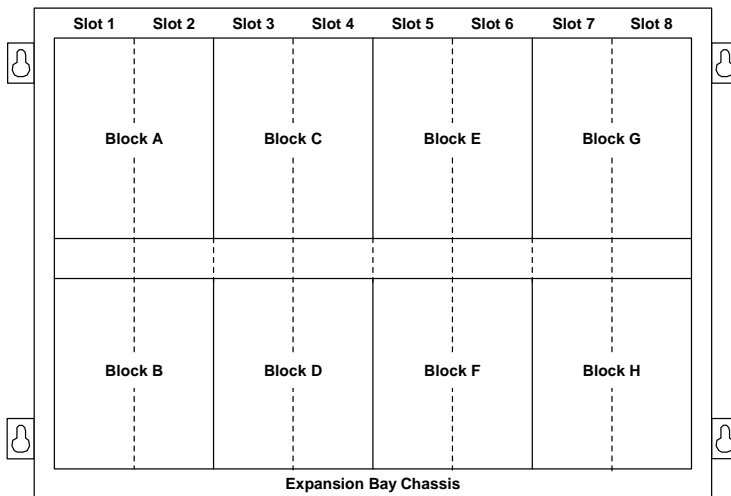 Slot 1 Slot 2 Slot 3 Slot 4 Slot 5 Slot 6 Slot 7 Slot 8
Block A Block C Block E Block G
Block B Block D Block F Block H
Expansion Bay Chassis